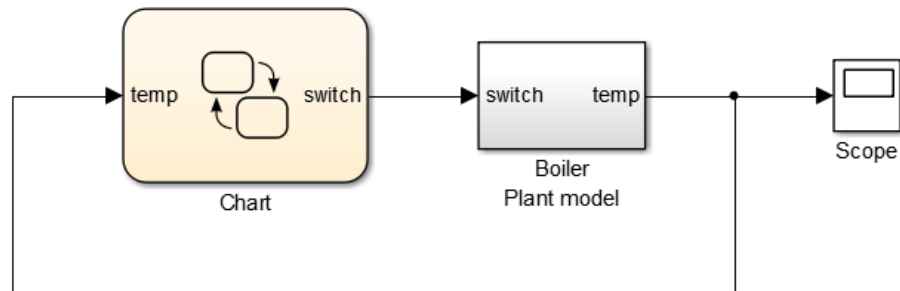 temp
switch
Chart
switch
temp
Boiler
Plant model
Scope